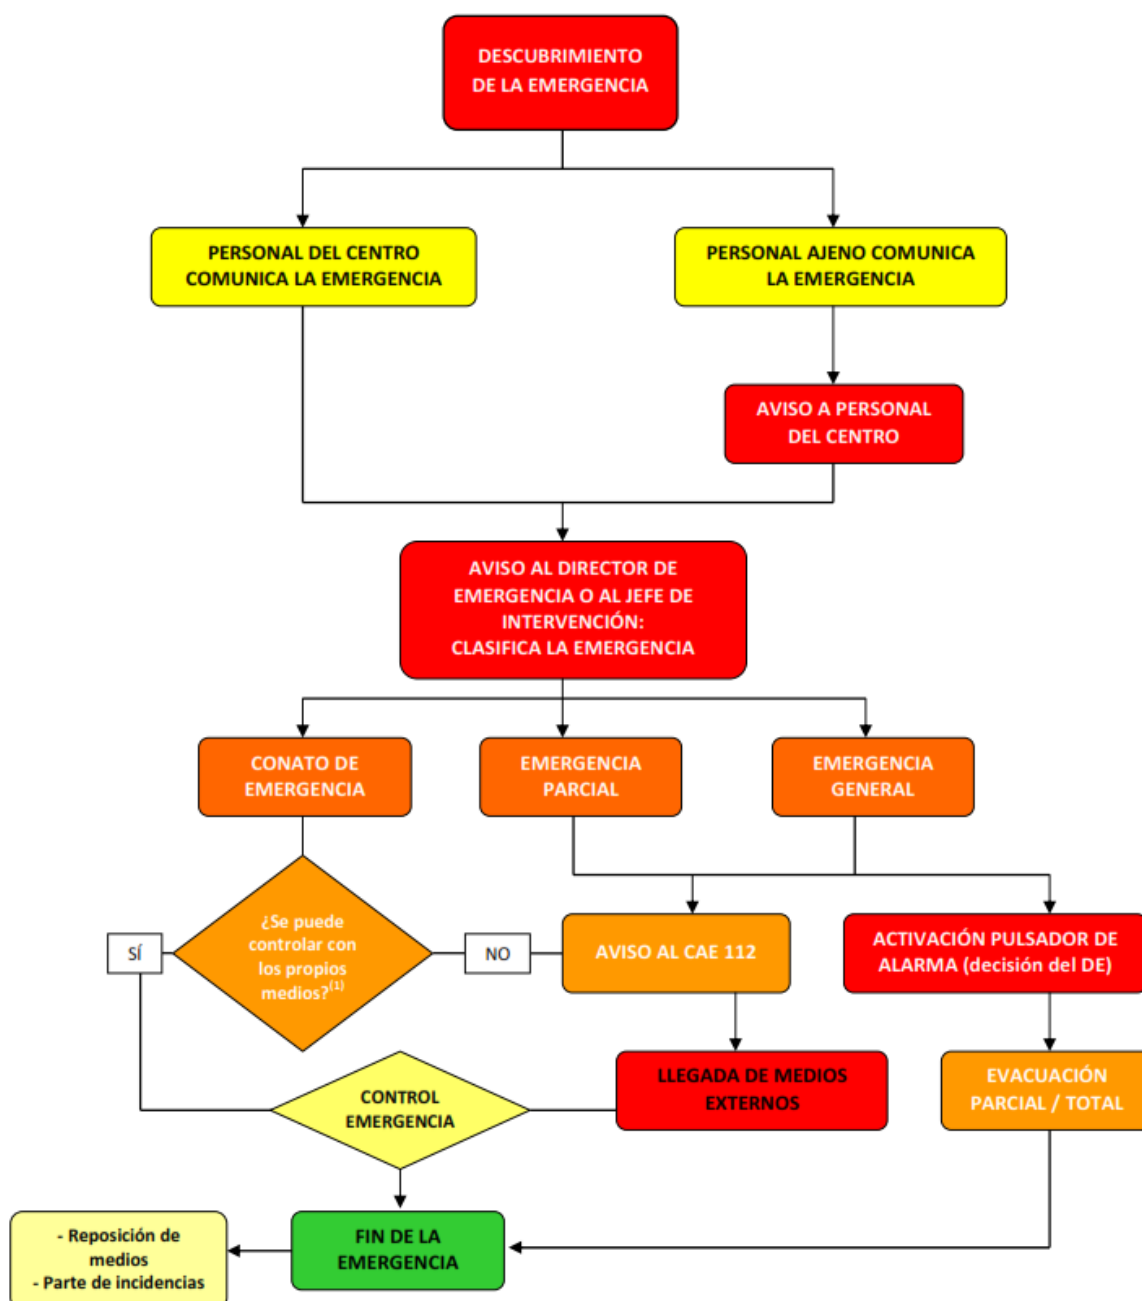 DESCUBRIMIENTO
DE LA EMERGENCIA
PERSONAL DEL CENTRO
COMUNICA LA EMERGENCIA
PERSONAL AJENO COMUNICA
LA EMERGENCIA
AVISO A PERSONAL
DEL CENTRO
AVISO AL DIRECTOR DE
EMERGENCIA O AL JEFE DE
INTERVENCIÓN:
CLASIFICA LA EMERGENCIA
CONATO DE
EMERGENCIA
EMERGENCIA
PARCIAL
EMERGENCIA
GENERAL
¿Se puede
controlar con
los propios
medios?(1)
SÍ
NO
AVISO AL CAE 112
ACTIVACIÓN PULSADOR DE
ALARMA (decisión del DE)
CONTROL
EMERGENCIA
LLEGADA DE MEDIOS
EXTERNOS
EVACUACIÓN
PARCIAL / TOTAL
- Reposición de
medios
- Parte de incidencias
FIN DE LA
EMERGENCIA